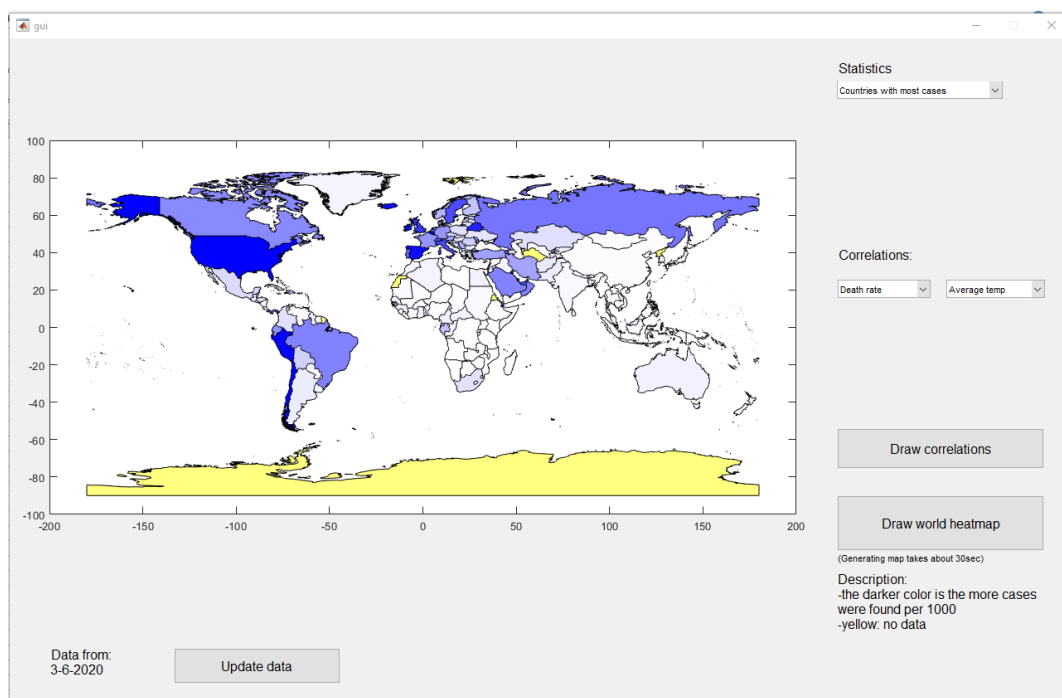 gui
Statistics
Countries with most cases
100
80
60
40
20
0
-20
-40
-60
-80
-100
-200
-150
-100
-50
0
50
100
150
200
Correlations:
Death rate
Average temp
Draw correlations
Draw world heatmap
(Generating map takes about 30sec)
Description:
-the darker color is the more cases
were found per 1000
-yellow: no data
Data from:
3-6-2020
Update data